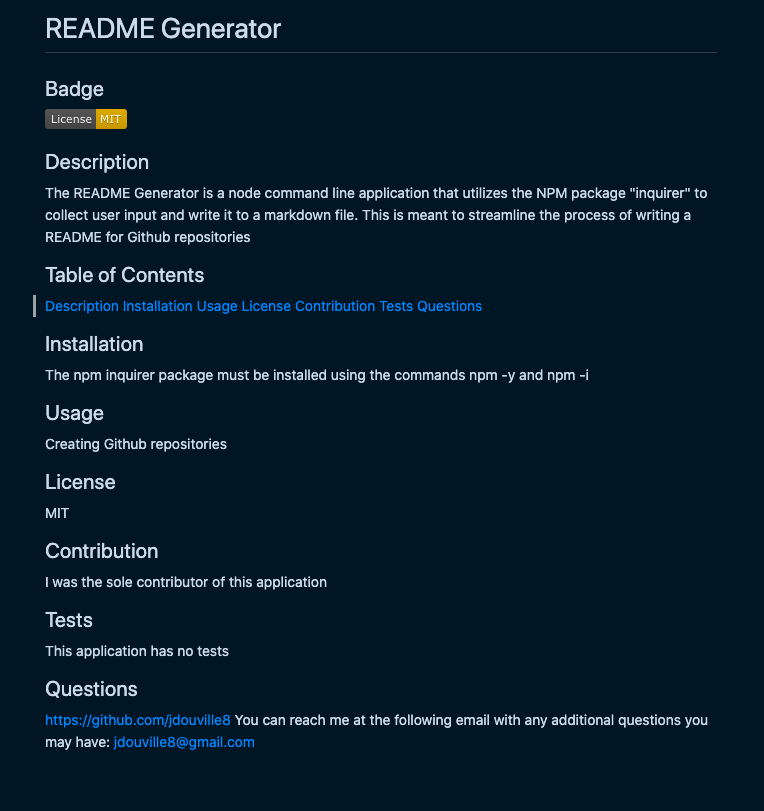 README Generator
Badge
License MIT
Description
The README Generator is a node command line application that utilizes the NPM package "inquirer" to
collect user input and write it to a markdown file. This is meant to streamline the process of writing a
README for Github repositories
Table of Contents
Description Installation Usage License Contribution Tests Questions
Installation
The npm inquirer package must be installed using the commands npm -y and npm -i
Usage
Creating Github repositories
License
MIT
Contribution
I was the sole contributor of this application
Tests
This application has no tests
Questions
https://github.com/jdouville8 You can reach me at the following email with any additional questions you
may have: jdouville8@gmail.com